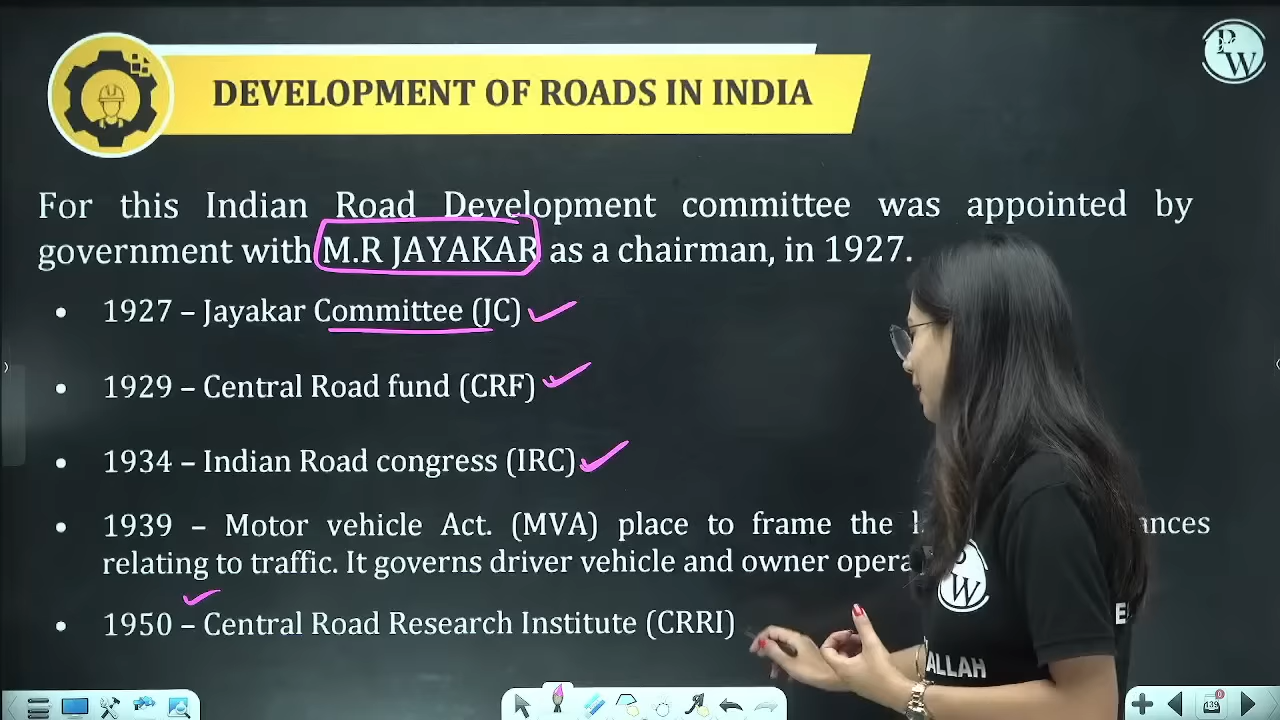 DEVELOPMENT OF ROADS IN INDIA
PW
For this Indian Road Development committee was appointed by
government with M.R JAYAKAR as a chairman, in 1927.
• 1927 – Jayakar Committee (JC)
• 1929 – Central Road fund (CRF)
• 1934 – Indian Road congress (IRC)
• 1939 – Motor vehicle Act. (MVA) place to frame the
relating to traffic. It governs driver vehicle and owner
• 1950 – Central Road Research Institute (CRRI)
PW
139